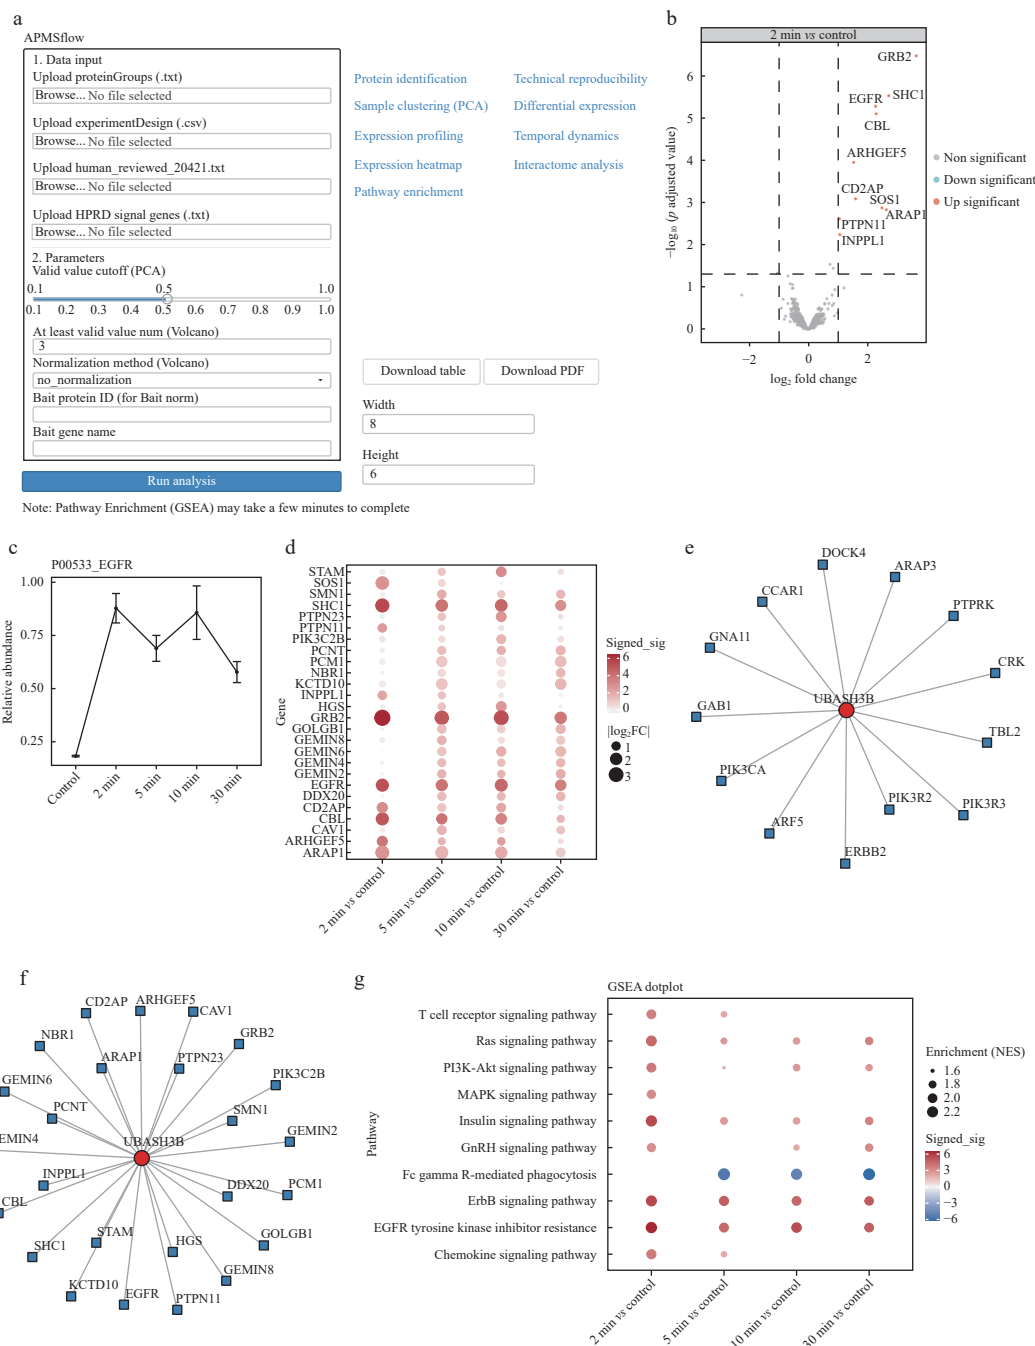 a
APMSflow
1. Data input
Upload proteinGroups (.txt)
Browse... No file selected
Upload experimentDesign (.csv)
Browse... No file selected
Upload human_reviewed_20421.txt
Browse... No file selected
Upload HPRD signal genes (.txt)
Browse... No file selected
2. Parameters
Valid value cutoff (PCA)
0.1 0.5 1.0
0.1 0.2 0.3 0.4 0.5 0.6 0.7 0.8 0.9 1.0
At least valid value num (Volcano)
3
Normalization method (Volcano)
no_normalization
Bait protein ID (for Bait norm)
Bait gene name
Run analysis
Note: Pathway Enrichment (GSEA) may take a few minutes to complete
Protein identification Technical reproducibility
Sample clustering (PCA) Differential expression
Expression profiling Temporal dynamics
Expression heatmap Interactome analysis
Pathway enrichment
Download table Download PDF
Width
8
Height
6
b
2 min vs control
GRB2
SHC1
EGFR
CBL
ARHGEF5
CD2AP
SOS1
ARAP1
PTPN11
INPPL1
6
5
4
3
2
1
0
−log₁₀ (p adjusted value)
−2 0 2
log₂ fold change
Non significant
Down significant
Up significant
c
P00533_EGFR
1.00
0.75
0.50
0.25
Relative abundance
Control
2 min
5 min
10 min
30 min
d
STAM
SOS1
SMN1
SHC1
PTPN23
PTPN11
PIK3C2B
PCNT
PCM1
NBR1
KCTD10
INPPL1
HGS
GRB2
GOLGB1
GEMIN8
GEMIN6
GEMIN4
GEMIN2
EGFR
DDX20
CD2AP
CBL
CAV1
ARHGEF5
ARAP1
Gene
2 min vs control
5 min vs control
10 min vs control
30 min vs control
Signed_sig
6
4
2
0
|log₂FC|
1
2
3
e
DOCK4
ARAP3
CCAR1
PTPRK
GNA11
CRK
UBASH3B
GAB1
TBL2
PIK3CA
PIK3R2
PIK3R3
ARF5
ERBB2
f
CD2AP
ARHGEF5
CAV1
NBR1
GRB2
ARAP1
PTPN23
GEMIN6
PIK3C2B
PCNT
SMN1
EMIN4
UBASH3B
GEMIN2
INPPL1
DDX20
PCM1
CBL
STAM
GOLGB1
SHC1
HGS
GEMIN8
KCTD10
EGFR
PTPN11
g
GSEA dotplot
T cell receptor signaling pathway
Ras signaling pathway
PI3K-Akt signaling pathway
MAPK signaling pathway
Insulin signaling pathway
GnRH signaling pathway
Fc gamma R-mediated phagocytosis
ErbB signaling pathway
EGFR tyrosine kinase inhibitor resistance
Chemokine signaling pathway
Pathway
2 min vs control
5 min vs control
10 min vs control
30 min vs control
Enrichment (NES)
1.6
1.8
2.0
2.2
Signed_sig
6
3
0
−3
−6